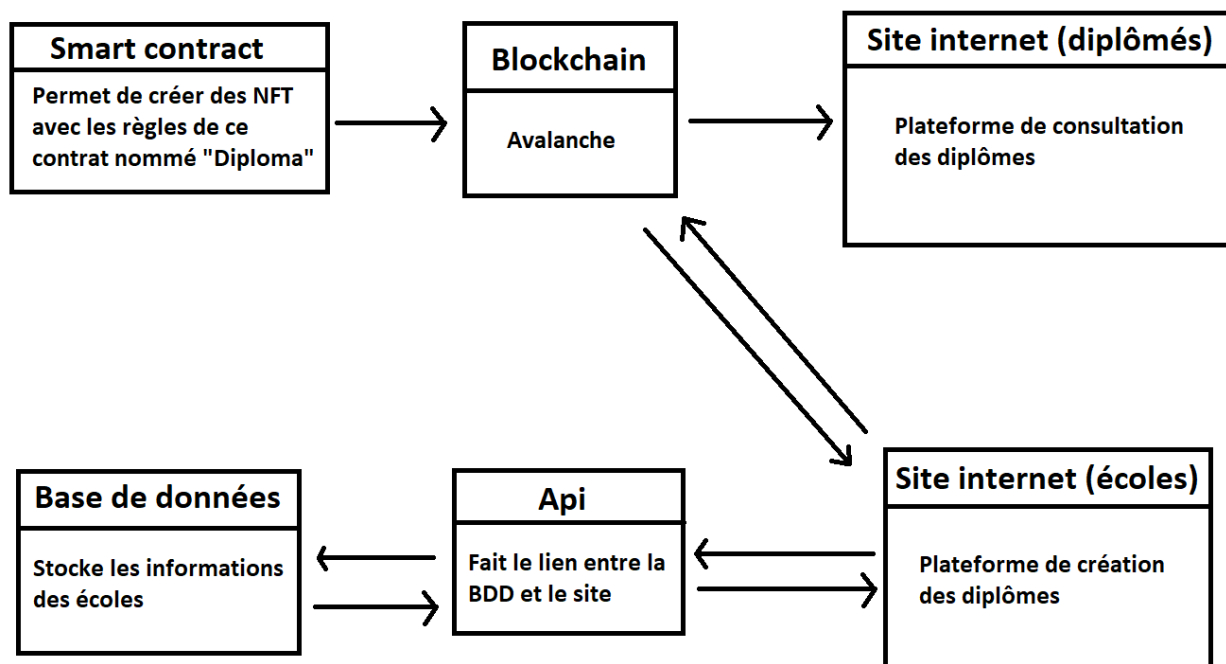 Smart contract
Permet de créer des NFT
avec les règles de ce
contrat nommé "Diploma"
Blockchain
Avalanche
Site internet (diplômés)
Plateforme de consultation
des diplômes
Base de données
Stocke les informations
des écoles
Api
Fait le lien entre la
BDD et le site
Site internet (écoles)
Plateforme de création
des diplômes